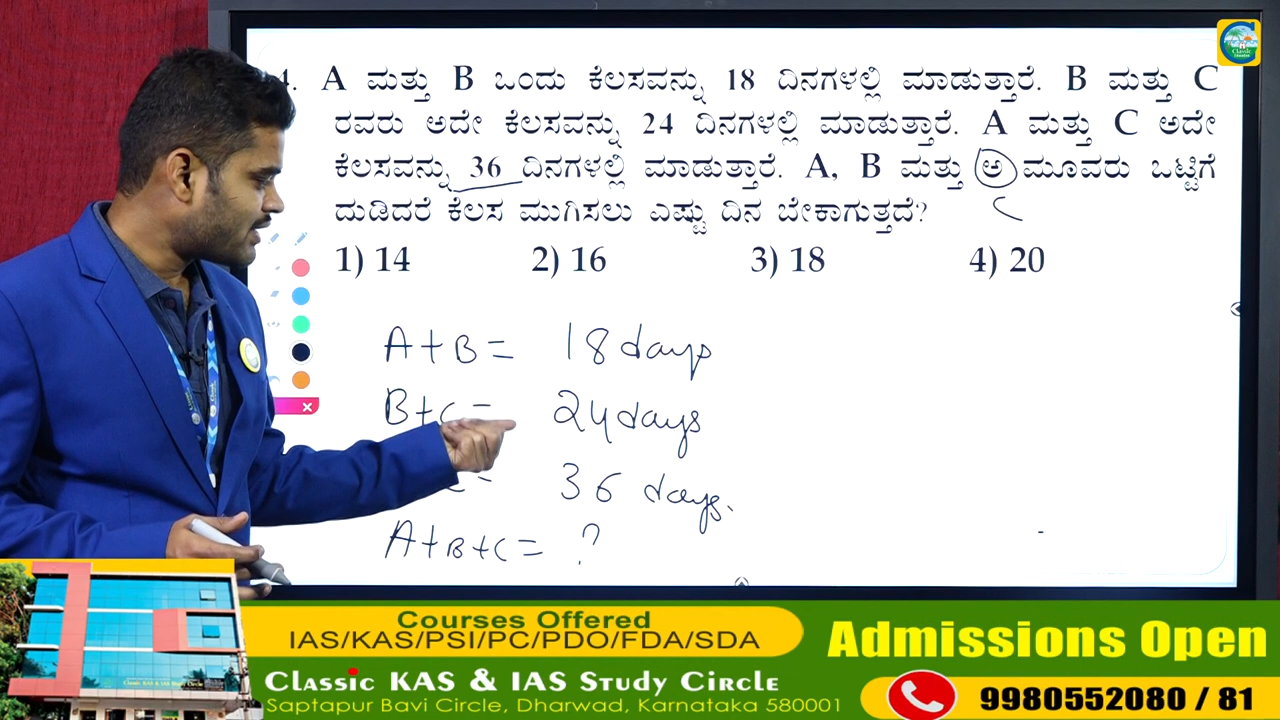 4. A ಮತ್ತು B ಒಂದು ಕೆಲಸವನ್ನು 18 ದಿನಗಳಲ್ಲಿ ಮಾಡುತ್ತಾರೆ. B ಮತ್ತು C
ರವರು ಅದೇ ಕೆಲಸವನ್ನು 24 ದಿನಗಳಲ್ಲಿ ಮಾಡುತ್ತಾರೆ. A ಮತ್ತು C ಅದೇ
ಕೆಲಸವನ್ನು 36 ದಿನಗಳಲ್ಲಿ ಮಾಡುತ್ತಾರೆ. A, B ಮತ್ತು ಅ ಮೂವರು ಒಟ್ಟಿಗೆ
ದುಡಿದರೆ ಕೆಲಸ ಮುಗಿಸಲು ಎಷ್ಟು ದಿನ ಬೇಕಾಗುತ್ತದೆ? C
1) 14 2) 16 3) 18 4) 20
A+B= 18 days
B+C= 24 days
C= 36 days.
A+B+C= ?
Courses Offered
IAS/KAS/PSI/PC/PDO/FDA/SDA
Classic KAS & IAS Study Circle
Saptapur Bavi Circle, Dharwad, Karnataka 580001
Admissions Open
9980552080 / 81